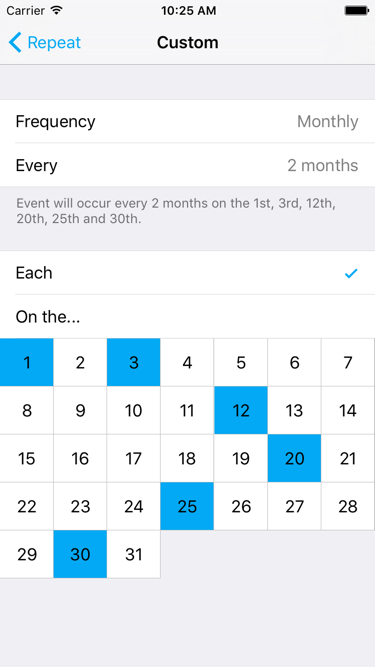 Carrier 10:25 AM
Repeat Custom
Frequency Monthly
Every 2 months
Event will occur every 2 months on the 1st, 3rd, 12th,
20th, 25th and 30th.
Each
On the...
1 2 3 4 5 6 7
8 9 10 11 12 13 14
15 16 17 18 19 20 21
22 23 24 25 26 27 28
29 30 31